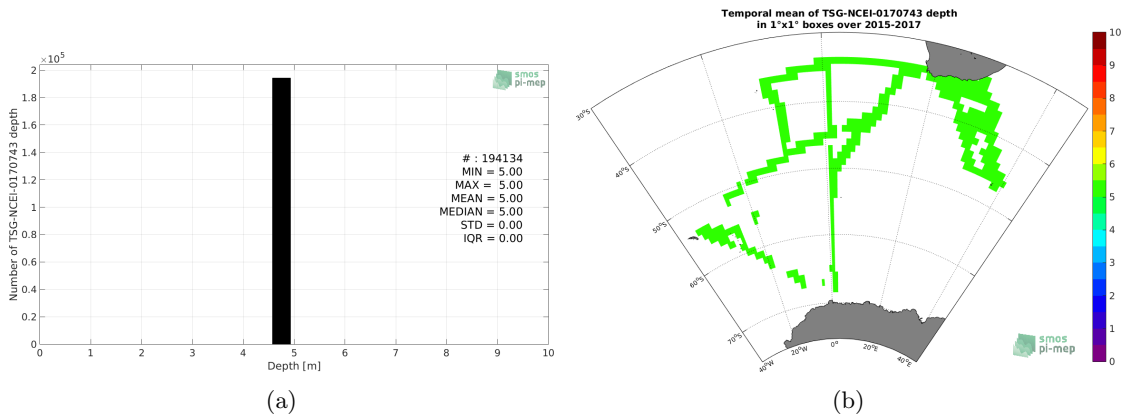 ×10⁵
2
1.8
1.6
1.4
1.2
1
0.8
0.6
0.4
0.2
0
Number of TSG-NCEI-0170743 depth
smos
pi-mep
# : 194134
MIN = 5.00
MAX = 5.00
MEAN = 5.00
MEDIAN = 5.00
STD = 0.00
IQR = 0.00
0 1 2 3 4 5 6 7 8 9 10
Depth [m]
(a)
Temporal mean of TSG-NCEI-0170743 depth
in 1°x1° boxes over 2015-2017
30°S
40°S
50°S
60°S
70°S
40°W
20°W
0°
20°E
40°E
10
9
8
7
6
5
4
3
2
1
0
smos
pi-mep
(b)